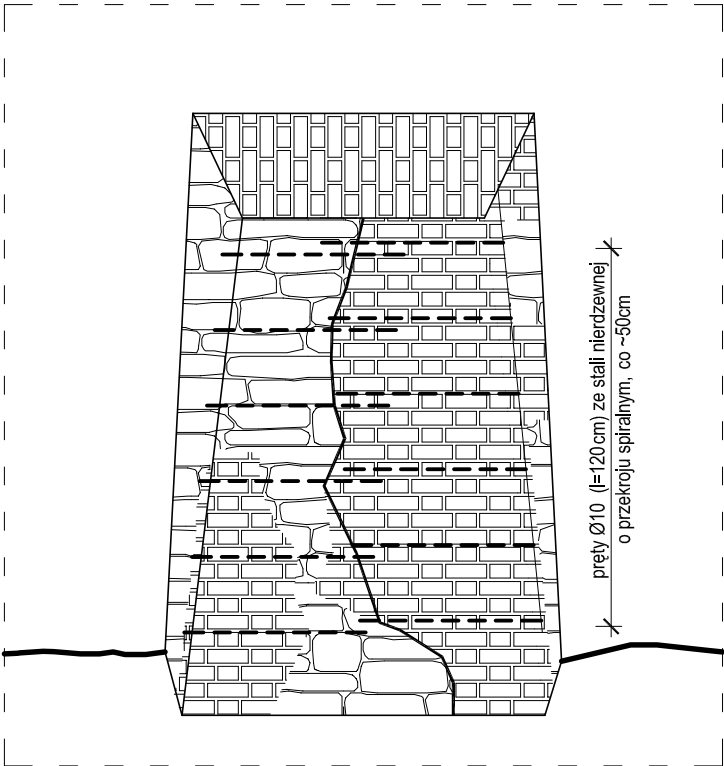 pręty Ø10 (l=120cm) ze stali nierdzewnej
o przekroju spiralnym, co ~50cm